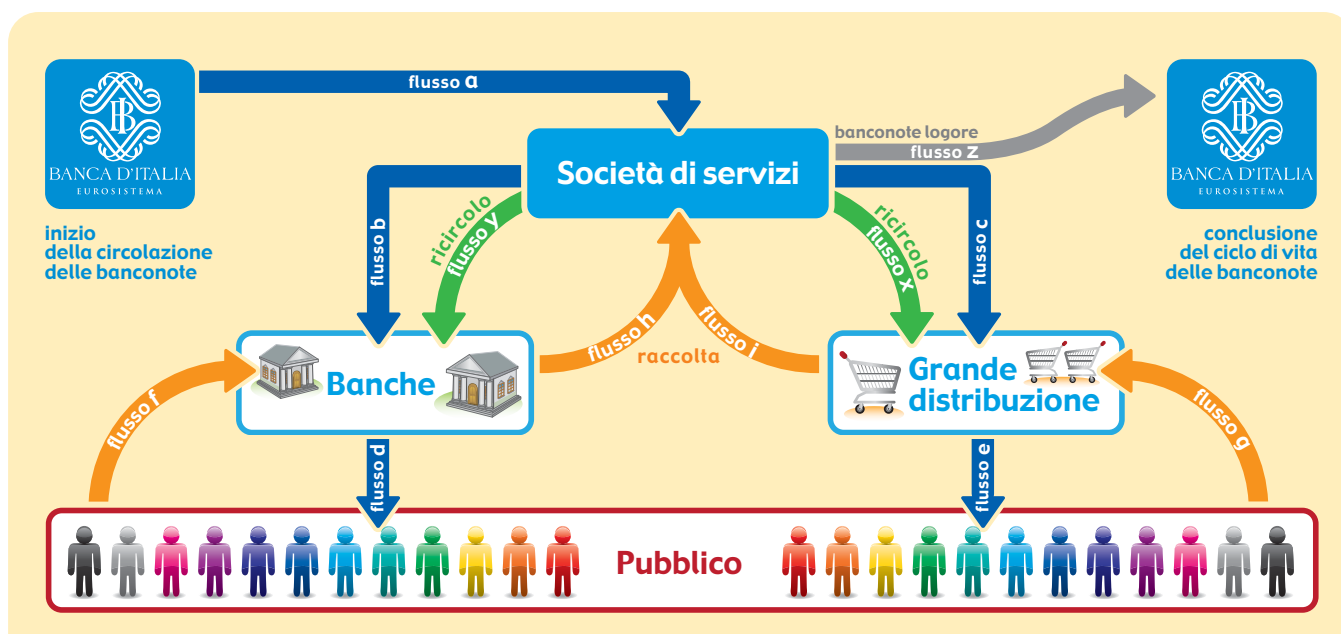 flusso a
BANCA D'ITALIA
EUROSISTEMA
inizio
della circolazione
delle banconote
Società di servizi
banconote logore
flusso z
BANCA D'ITALIA
EUROSISTEMA
conclusione
del ciclo di vita
delle banconote
flusso b
ricircolo
flusso y
ricircolo
flusso x
flusso c
flusso h
raccolta
flusso i
flusso f
Banche
Grande
distribuzione
flusso g
flusso d
flusso e
Pubblico